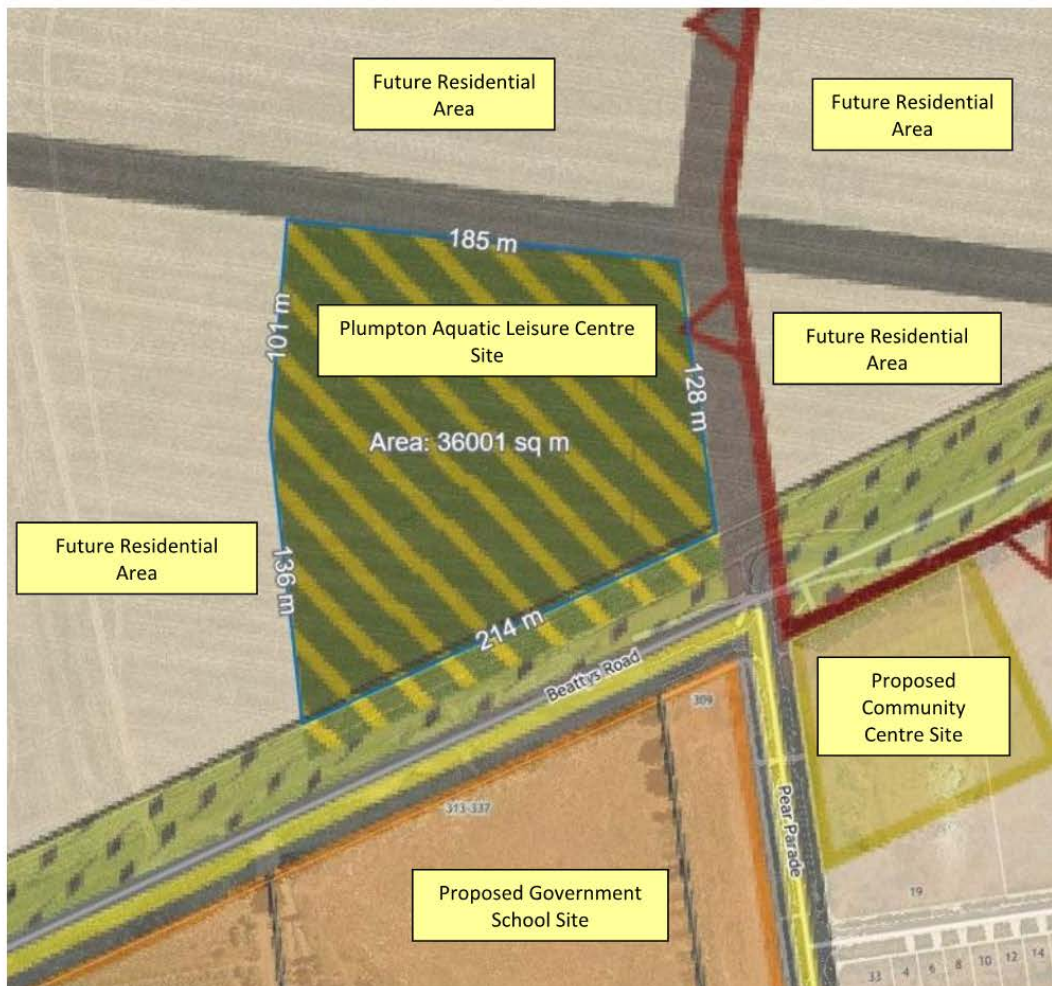 Future Residential
Area
Future Residential
Area
185 m
101 m
Plumpton Aquatic Leisure Centre
Site
Future Residential
Area
128 m
Area: 36001 sq m
Future Residential
Area
136 m
214 m
Beattys Road
309
Proposed
Community
Centre Site
313-337
Pear Parade
Proposed Government
School Site
19
33
4
6
8
10
12
14